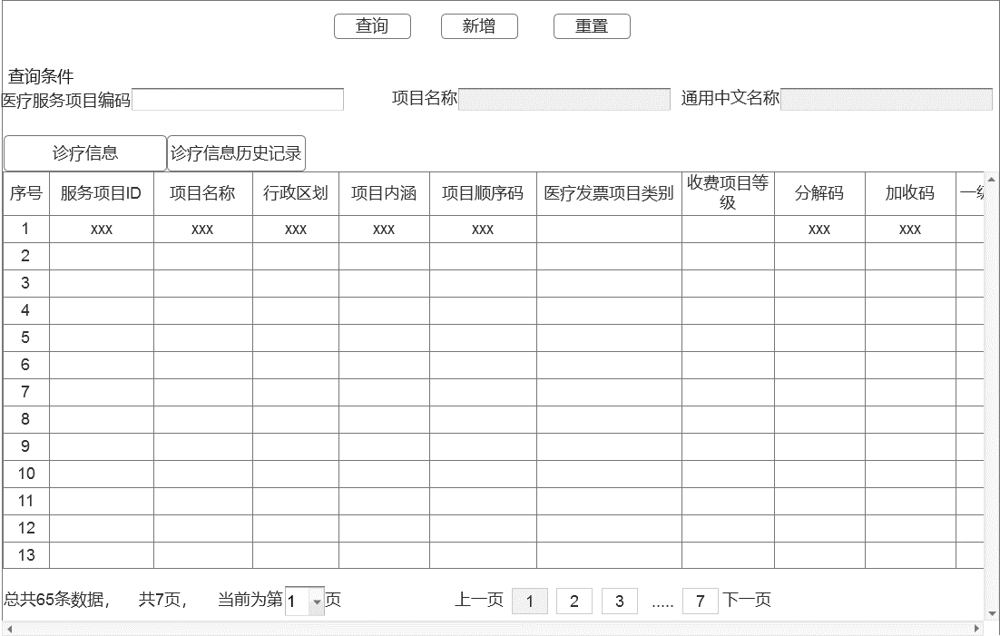 查询 新增 重置
查询条件
医疗服务项目编码 项目名称 通用中文名称
诊疗信息 诊疗信息历史记录
序号 服务项目ID 项目名称 行政区划 项目内涵 项目顺序码 医疗发票项目类别 收费项目等级 分解码 加收码 一级
1 xxx xxx xxx xxx xxx xxx xxx
2
3
4
5
6
7
8
9
10
11
12
13
总共65条数据， 共7页， 当前为第 1 页 上一页 1 2 3 ..... 7 下一页